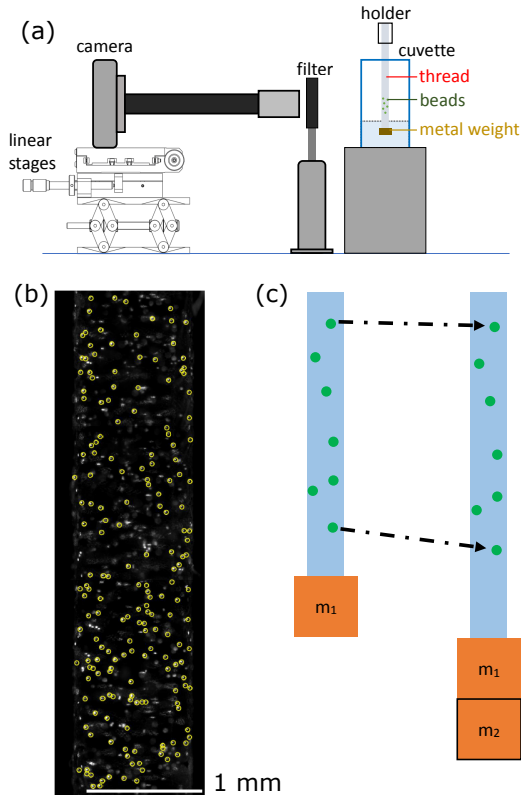 (a)
holder
camera
cuvette
filter
thread
beads
linear
stages
metal weight
(b)
(c)
m₁
m₁
m₂
1 mm